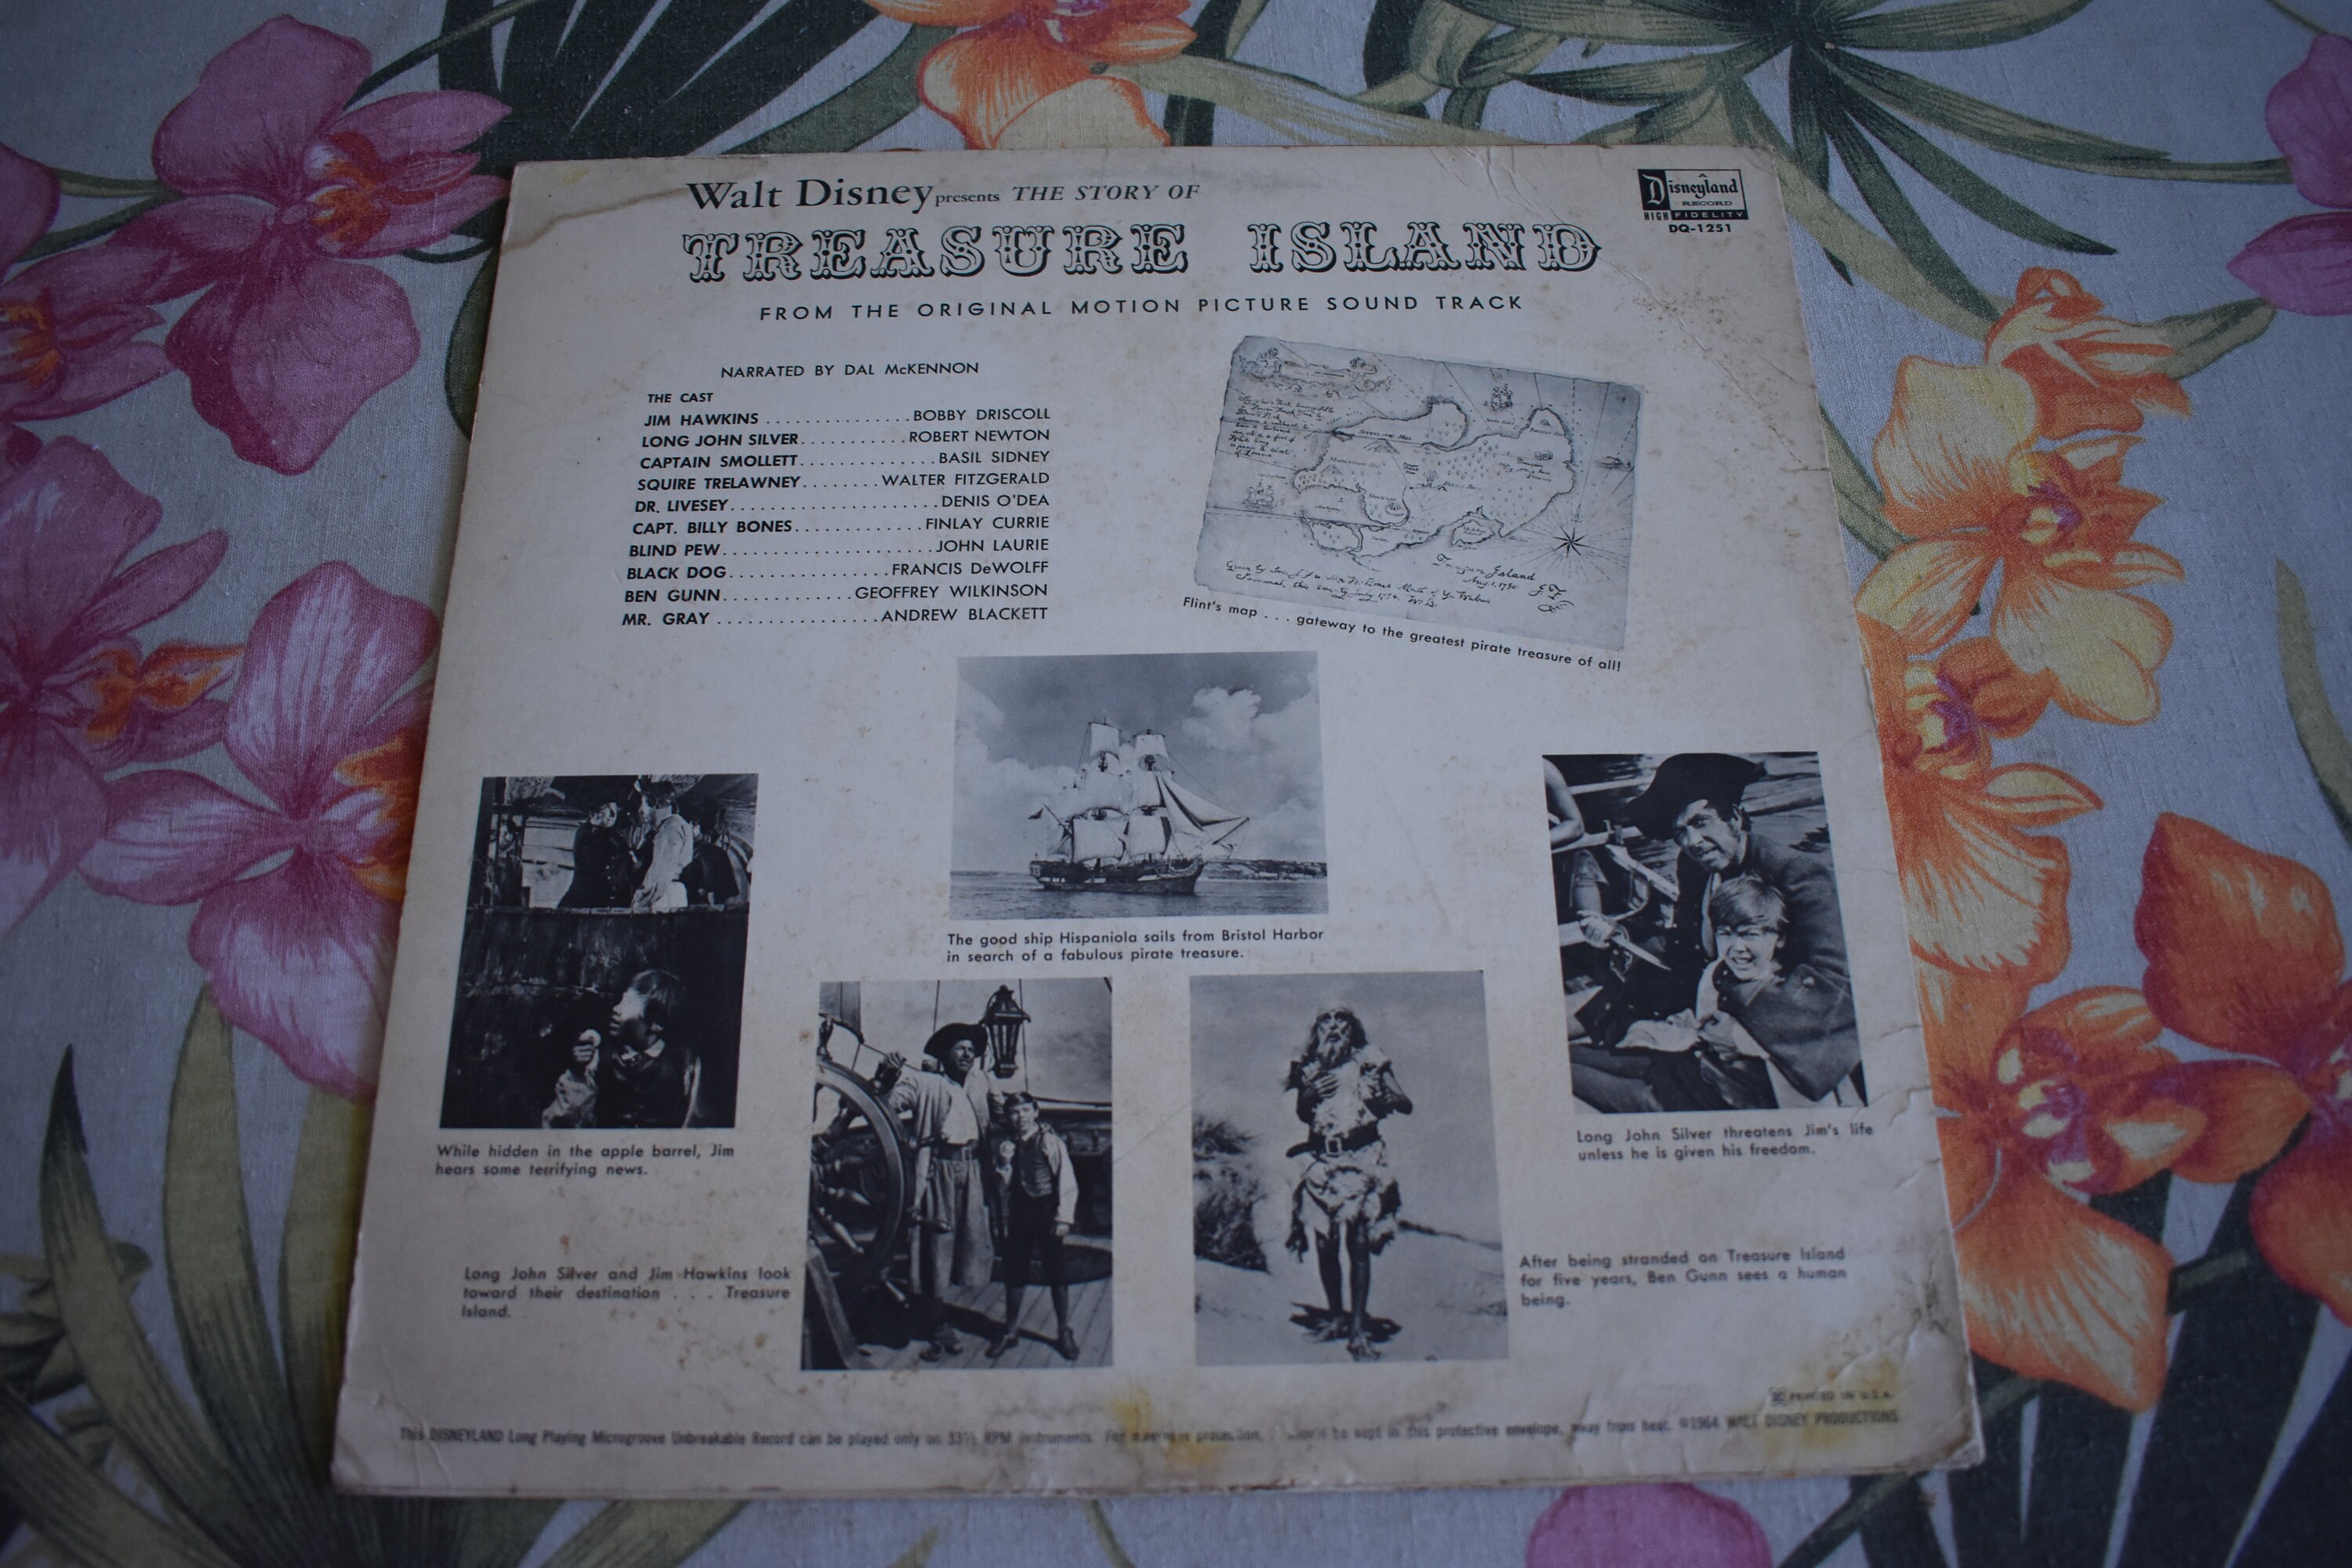 Walt Disney presents THE STORY OF
TREASURE ISLAND
FROM THE ORIGINAL MOTION PICTURE SOUND TRACK
Disneyland
RECORD
HIGH FIDELITY
DQ-1251
NARRATED BY DAL McKENNON
THE CAST
JIM HAWKINS ..............BOBBY DRISCOLL
LONG JOHN SILVER...........ROBERT NEWTON
CAPTAIN SMOLLETT..............BASIL SIDNEY
SQUIRE TRELAWNEY........WALTER FITZGERALD
DR. LIVESEY......................DENIS O'DEA
CAPT. BILLY BONES.............FINLAY CURRIE
BLIND PEW......................JOHN LAURIE
BLACK DOG................FRANCIS DeWOLFF
BEN GUNN.............GEOFFREY WILKINSON
MR. GRAY ................ANDREW BLACKETT
Treasure Island
Aug. 1. 1750
Flint's map . . . gateway to the greatest pirate treasure of all!
The good ship Hispaniola sails from Bristol Harbor
in search of a fabulous pirate treasure.
While hidden in the apple barrel, Jim
hears some terrifying news.
Long John Silver threatens Jim's life
unless he is given his freedom.
Long John Silver and Jim Hawkins look
toward their destination . . . Treasure
Island.
After being stranded on Treasure Island
for five years, Ben Gunn sees a human
being.
PRINTED IN U.S.A.
This DISNEYLAND Long Playing Microgroove Unbreakable Record can be played only on 33⅓ RPM instruments. For maximum protection, should be kept in this protective envelope, away from heat. ©1964 WALT DISNEY PRODUCTIONS